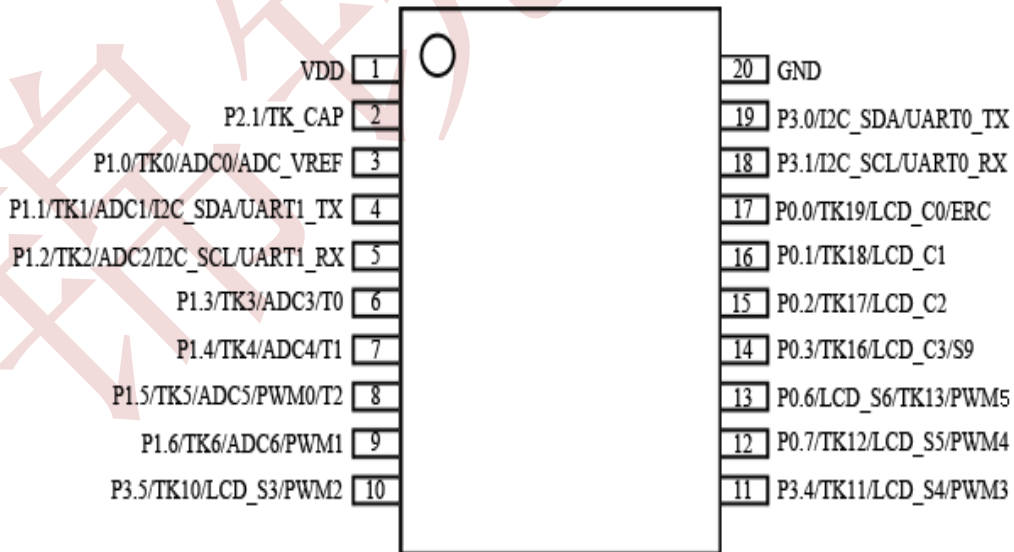 VDD 1
P2.1/TK_CAP 2
P1.0/TK0/ADC0/ADC_VREF 3
P1.1/TK1/ADC1/I2C_SDA/UART1_TX 4
P1.2/TK2/ADC2/I2C_SCL/UART1_RX 5
P1.3/TK3/ADC3/T0 6
P1.4/TK4/ADC4/T1 7
P1.5/TK5/ADC5/PWM0/T2 8
P1.6/TK6/ADC6/PWM1 9
P3.5/TK10/LCD_S3/PWM2 10
20 GND
19 P3.0/I2C_SDA/UART0_TX
18 P3.1/I2C_SCL/UART0_RX
17 P0.0/TK19/LCD_C0/ERC
16 P0.1/TK18/LCD_C1
15 P0.2/TK17/LCD_C2
14 P0.3/TK16/LCD_C3/S9
13 P0.6/LCD_S6/TK13/PWM5
12 P0.7/TK12/LCD_S5/PWM4
11 P3.4/TK11/LCD_S4/PWM3